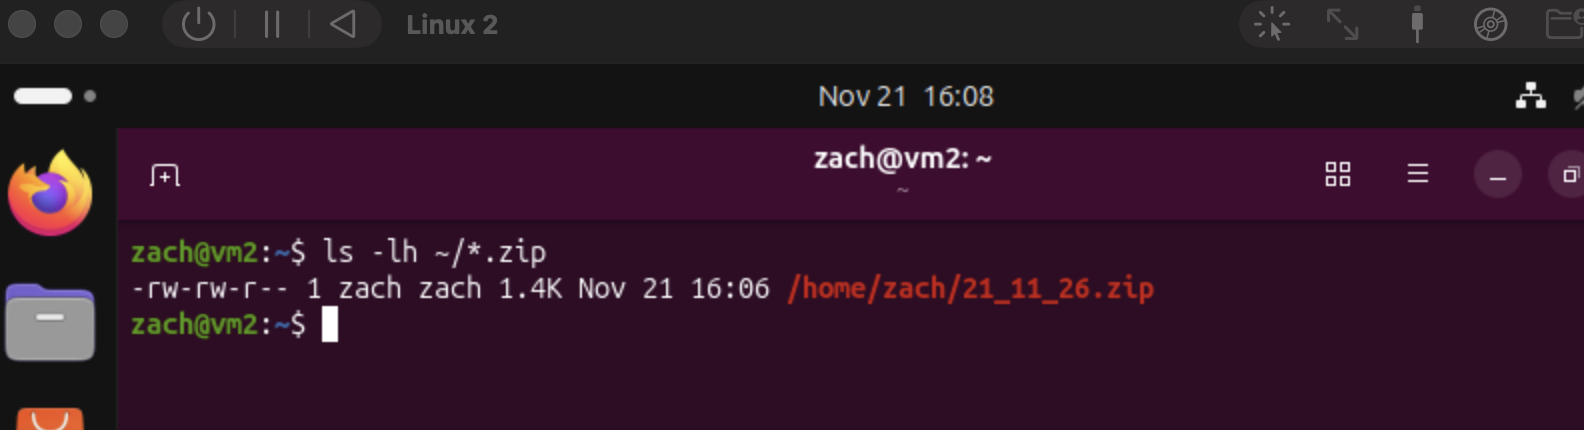 Linux 2
Nov 21 16:08
zach@vm2: ~
~
zach@vm2:~$ ls -lh ~/*.zip
-rw-rw-r-- 1 zach zach 1.4K Nov 21 16:06 /home/zach/21_11_26.zip
zach@vm2:~$